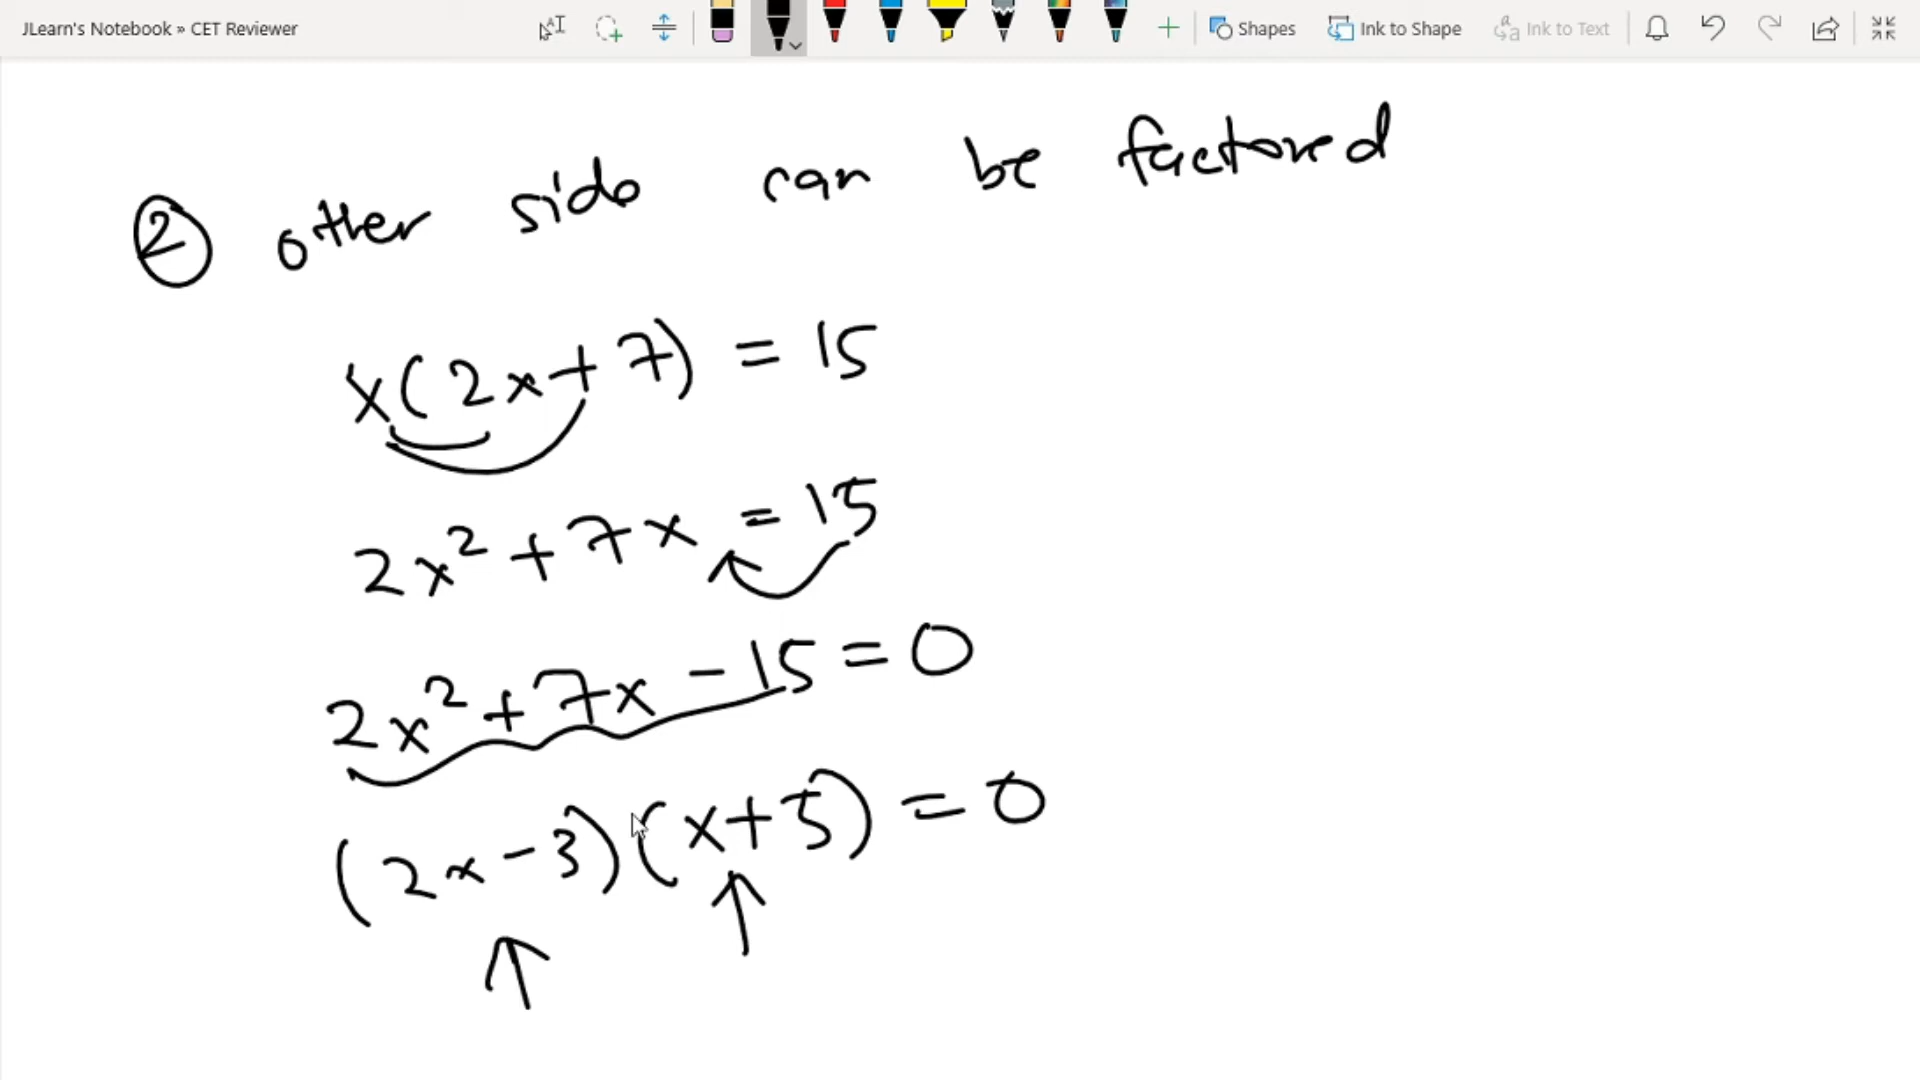 JLearn's Notebook » CET Reviewer
Shapes
Ink to Shape
Ink to Text
② other side can be factored
x(2x+7) = 15
2x² + 7x = 15
2x² + 7x - 15 = 0
(2x-3)(x+5) = 0